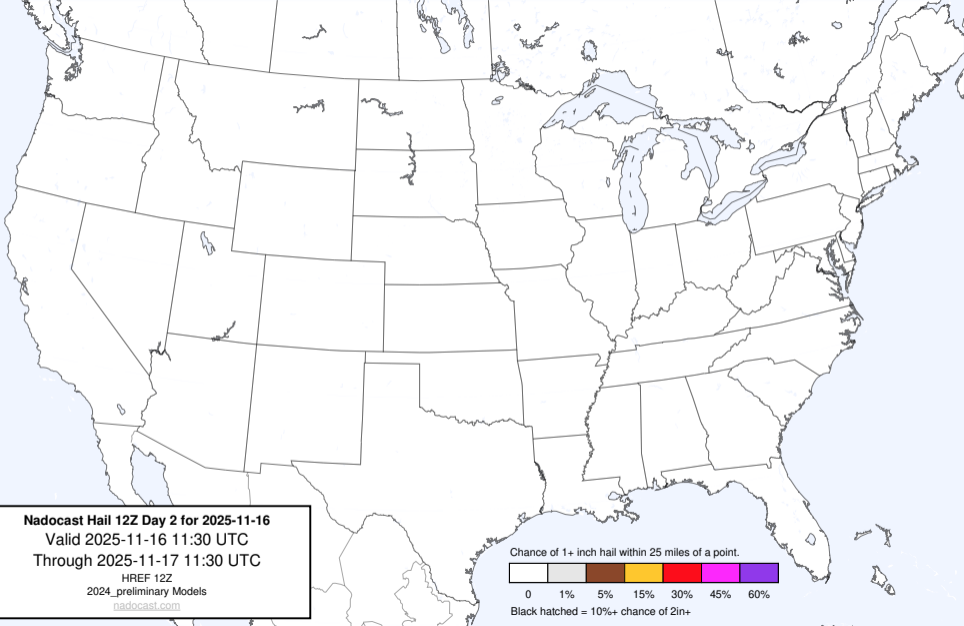 Nadocast Hail 12Z Day 2 for 2025-11-16
Valid 2025-11-16 11:30 UTC
Through 2025-11-17 11:30 UTC
HREF 12Z
2024_preliminary Models
nadocast.com
Chance of 1+ inch hail within 25 miles of a point.
0 1% 5% 15% 30% 45% 60%
Black hatched = 10%+ chance of 2in+